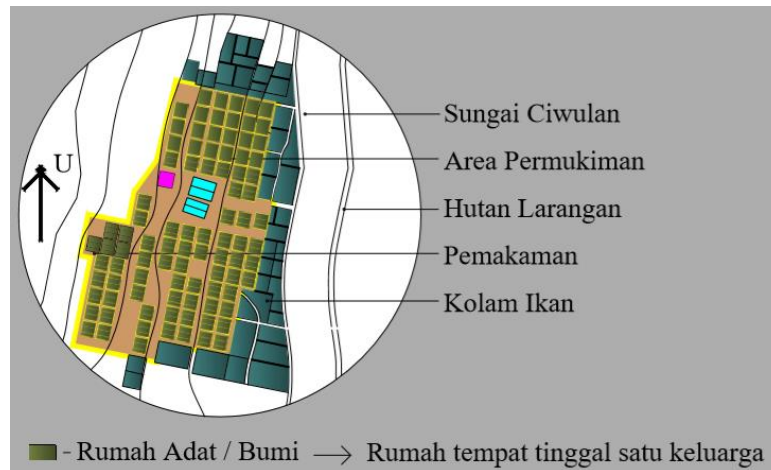 U
Sungai Ciwulan
Area Permukiman
Hutan Larangan
Pemakaman
Kolam Ikan
- Rumah Adat / Bumi → Rumah tempat tinggal satu keluarga